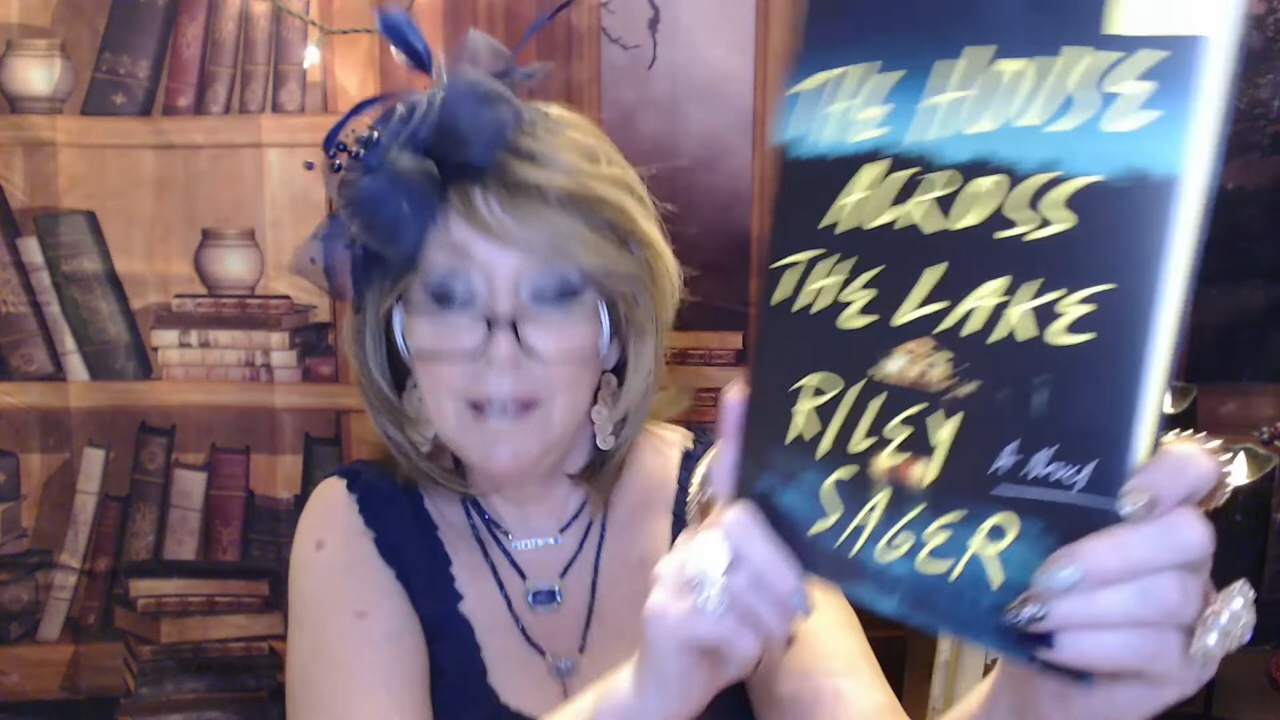 THE HOUSE
ACROSS
THE LAKE
RILEY
SAGER
A Novel